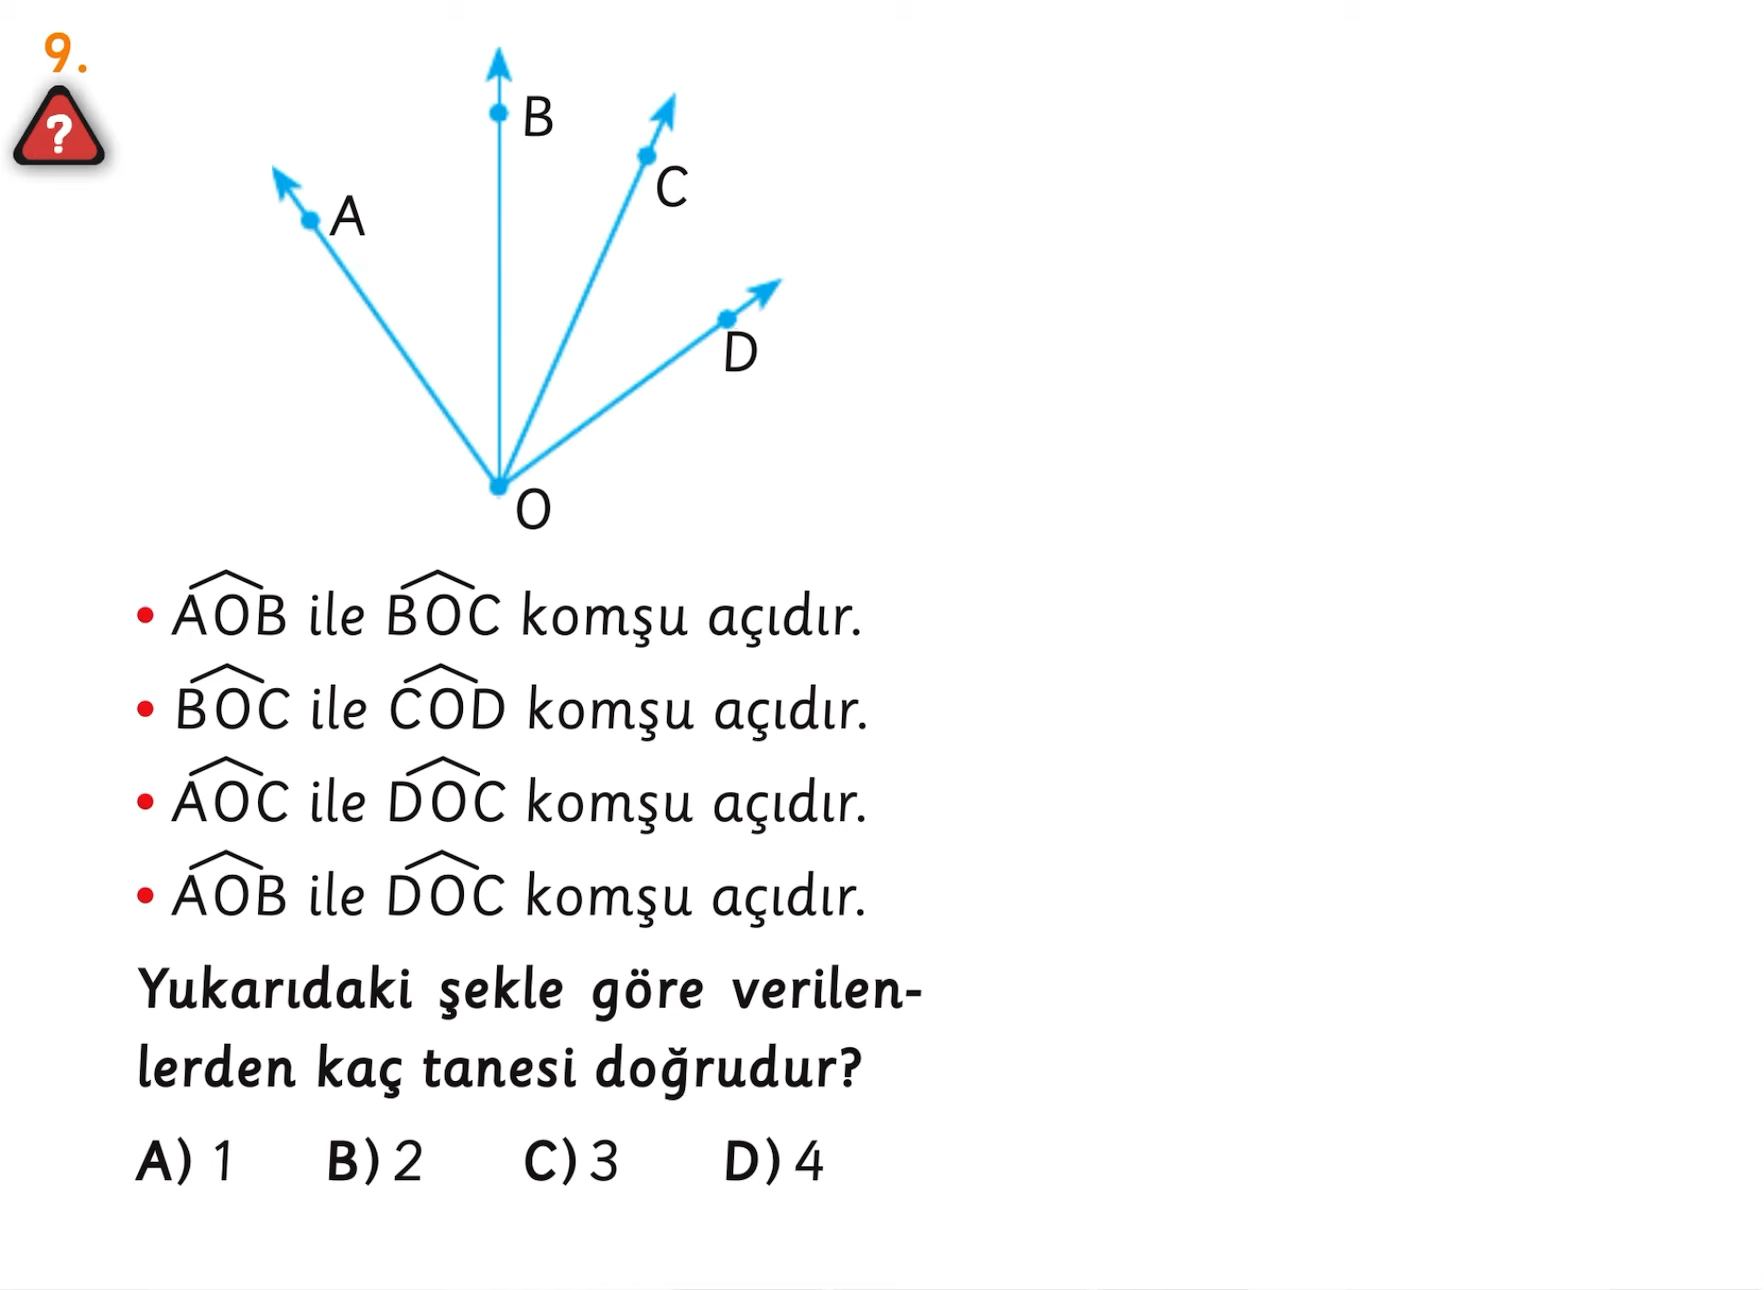 9.
?
B
C
A
D
O
• AOB ile BOC komşu açıdır.
• BOC ile COD komşu açıdır.
• AOC ile DOC komşu açıdır.
• AOB ile DOC komşu açıdır.
Yukarıdaki şekle göre verilen-
lerden kaç tanesi doğrudur?
A) 1 B) 2 C) 3 D) 4